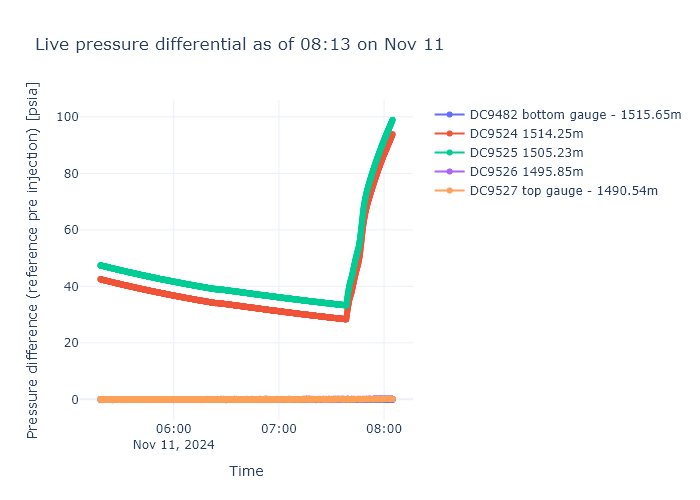 Live pressure differential as of 08:13 on Nov 11
Pressure difference (reference pre injection) [psia]
100
80
60
40
20
0
06:00
Nov 11, 2024
07:00
08:00
Time
DC9482 bottom gauge - 1515.65m
DC9524 1514.25m
DC9525 1505.23m
DC9526 1495.85m
DC9527 top gauge - 1490.54m